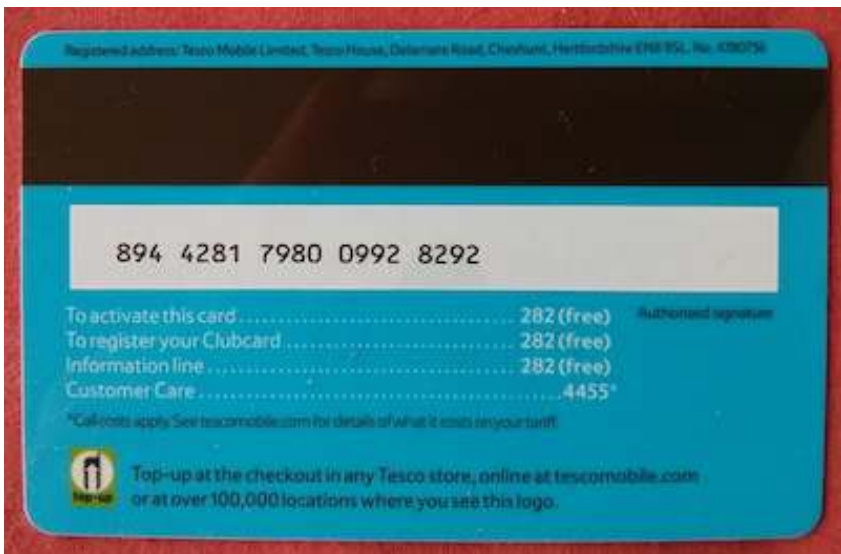 Registered address: Tesco Mobile Limited, Tesco House, Delamare Road, Cheshunt, Hertfordshire EN8 9SL. No. 4780736
894 4281 7980 0992 8292
To activate this card ........................................ 282 (free)
Authorised signature
To register your Clubcard ................................. 282 (free)
Information line ............................................... 282 (free)
Customer Care .................................................. 4455*
*Call costs apply. See tescomobile.com for details of what it costs on your tariff.
Top-up at the checkout in any Tesco store, online at tescomobile.com
or at over 100,000 locations where you see this logo.
top-up